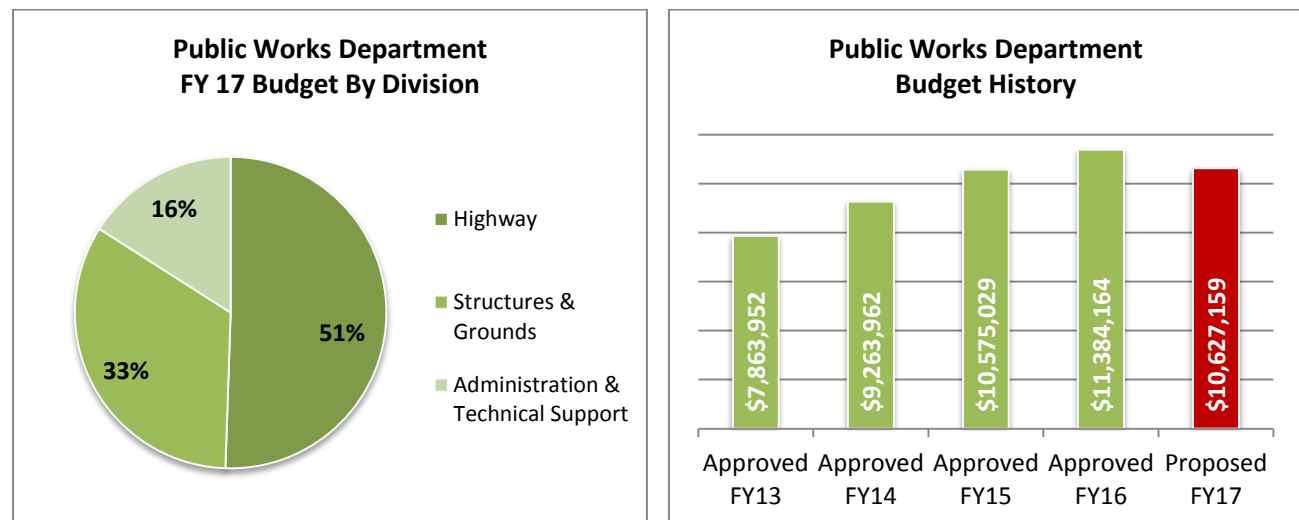 Public Works Department
FY 17 Budget By Division
16%
51%
33%
Highway
Structures &
Grounds
Administration &
Technical Support
Public Works Department
Budget History
$7,863,952
$9,263,962
$10,575,029
$11,384,164
$10,627,159
Approved FY13
Approved FY14
Approved FY15
Approved FY16
Proposed FY17